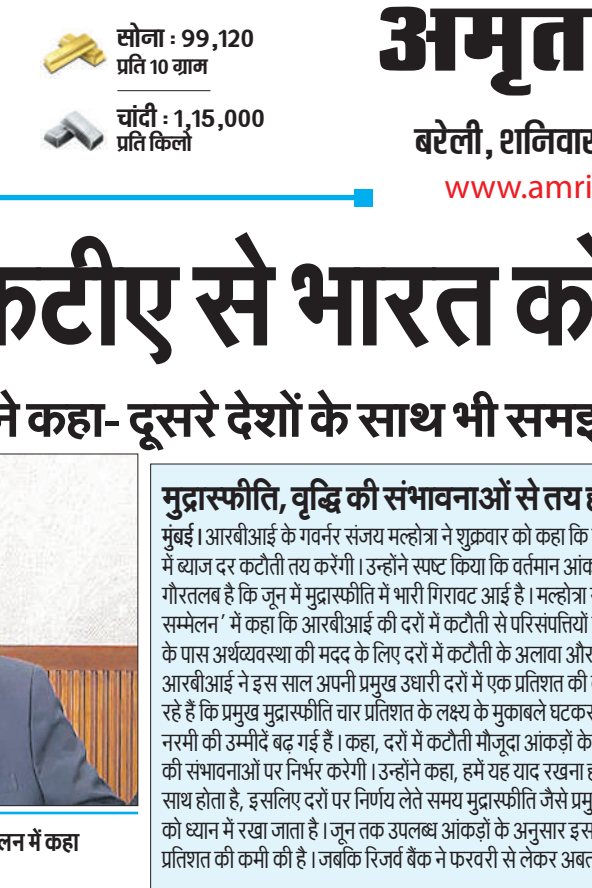 सोना : 99,120
प्रति 10 ग्राम
चांदी : 1,15,000
प्रति किलो
अमृत
बरेली, शनिवार
www.amri
कटीए से भारत को
ने कहा- दूसरे देशों के साथ भी समझ
मुद्रास्फीति, वृद्धि की संभावनाओं से तय ह
मुंबई। आरबीआई के गवर्नर संजय मल्होत्रा ने शुक्रवार को कहा कि
में ब्याज दर कटौती तय करेंगी। उन्होंने स्पष्ट किया कि वर्तमान आंक
गौरतलब है कि जून में मुद्रास्फीति में भारी गिरावट आई है। मल्होत्रा
सम्मेलन' में कहा कि आरबीआई की दरों में कटौती से परिसंपत्तियों
के पास अर्थव्यवस्था की मदद के लिए दरों में कटौती के अलावा और
आरबीआई ने इस साल अपनी प्रमुख उधारी दरों में एक प्रतिशत की
रहे हैं कि प्रमुख मुद्रास्फीति चार प्रतिशत के लक्ष्य के मुकाबले घटकर
नरमी की उम्मीदें बढ़ गई हैं। कहा, दरों में कटौती मौजूदा आंकड़ों के
की संभावनाओं पर निर्भर करेगी। उन्होंने कहा, हमें यह याद रखना ह
साथ होता है, इसलिए दरों पर निर्णय लेते समय मुद्रास्फीति जैसे प्रमु
को ध्यान में रखा जाता है। जून तक उपलब्ध आंकड़ों के अनुसार इस
प्रतिशत की कमी की है। जबकि रिजर्व बैंक ने फरवरी से लेकर अबत
लन में कहा